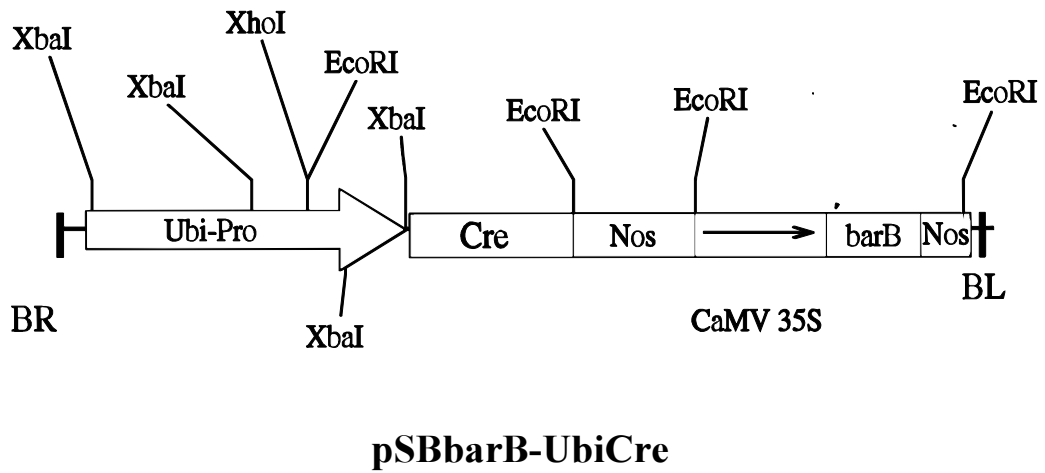 XbaI
XbaI
XhoI
EcoRI
XbaI
EcoRI
EcoRI
EcoRI
Ubi-Pro
Cre
Nos
barB
Nos
BR
XbaI
CaMV 35S
BL
pSBbarB-UbiCre